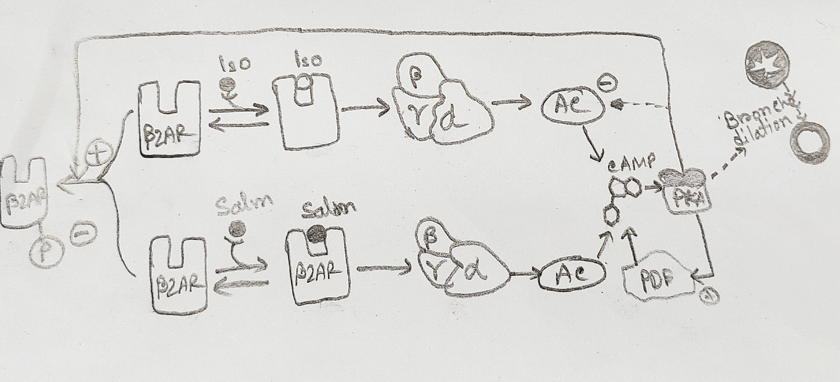 Iso
Iso
β2AR
β
γ
α
AC
⊖
Broncho
dilation
⊕
cAMP
β2AR
PKA
P
⊖
Salm
Salm
β2AR
β2AR
β
γ
α
AC
PDE